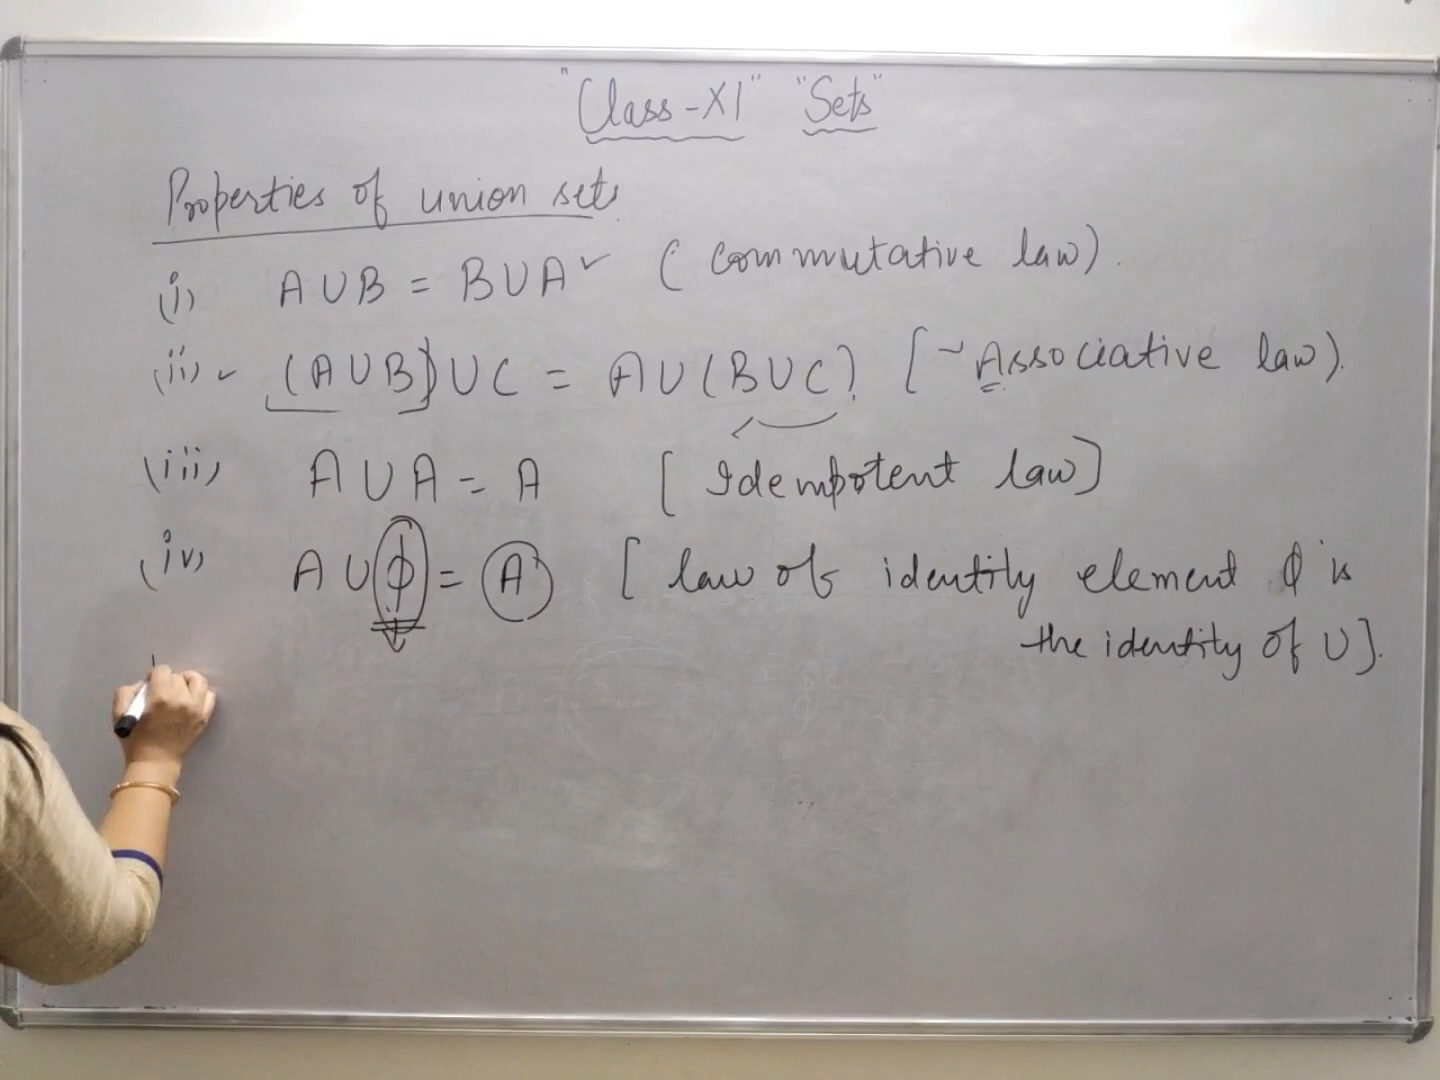 "Class-XI" "Sets"
Properties of union sets
(i) A∪B = B∪A ✓ (commutative law).
(ii) ✓ (A∪B)∪C = A∪(B∪C) [~Associative law).
(iii) A∪A = A [Idempotent law]
(iv) A∪ϕ = A [law of identity element ϕ is
the identity of U].